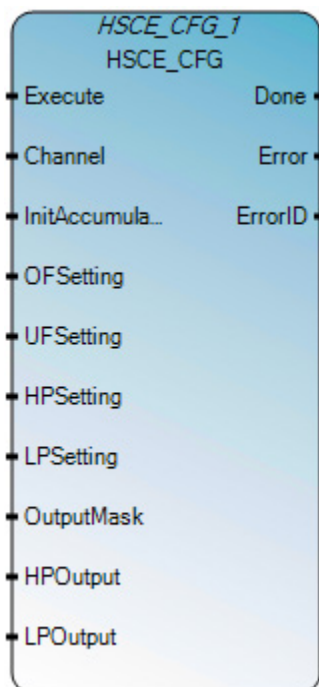 HSCE_CFG_1
HSCE_CFG
Execute Done
Channel Error
InitAccumula... ErrorID
OFSetting
UFSetting
HPSetting
LPSetting
OutputMask
HPOutput
LPOutput